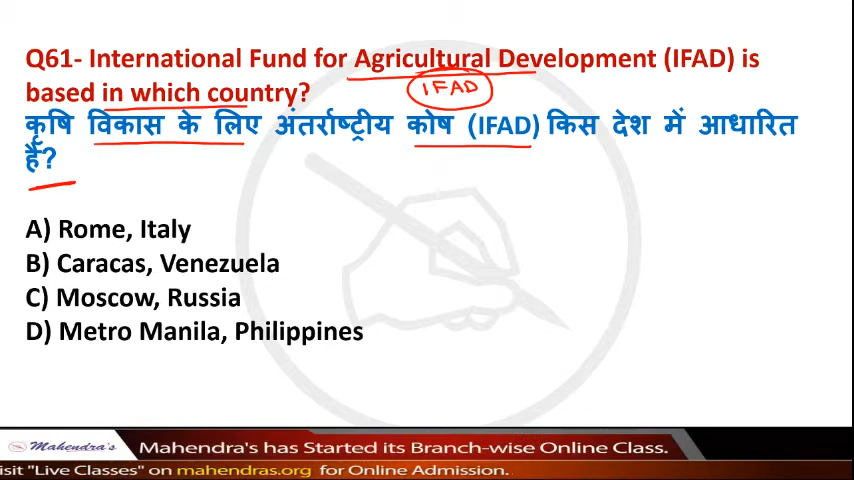 Q61- International Fund for Agricultural Development (IFAD) is
based in which country?
IFAD
कृषि विकास के लिए अंतर्राष्ट्रीय कोष (IFAD) किस देश में आधारित
है?
A) Rome, Italy
B) Caracas, Venezuela
C) Moscow, Russia
D) Metro Manila, Philippines
Mahendra's Mahendra's has Started its Branch-wise Online Class.
isit "Live Classes" on mahendras.org for Online Admission.